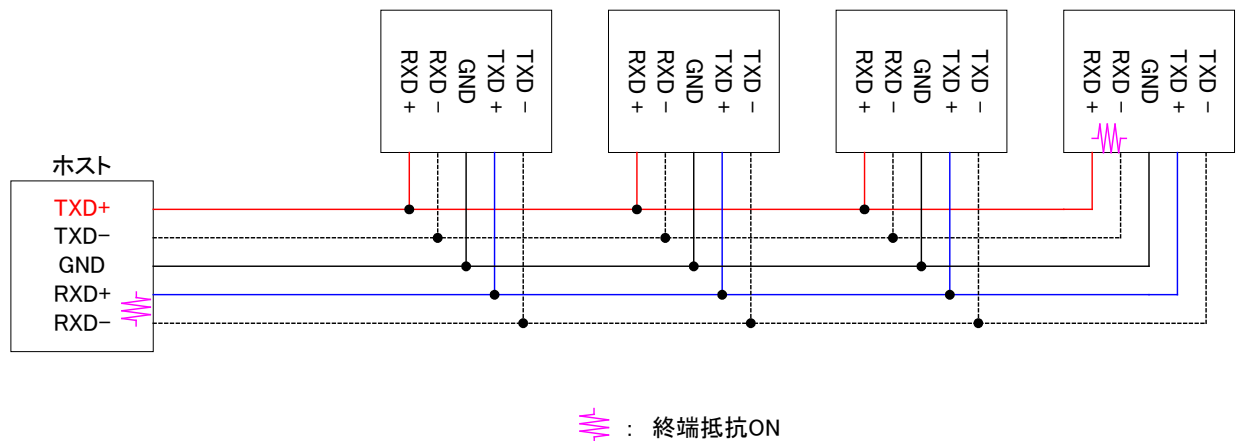 RXD +
RXD −
GND
TXD +
TXD −
RXD +
RXD −
GND
TXD +
TXD −
RXD +
RXD −
GND
TXD +
TXD −
RXD +
RXD −
GND
TXD +
TXD −
ホスト
TXD+
TXD−
GND
RXD+
RXD−
： 終端抵抗ON